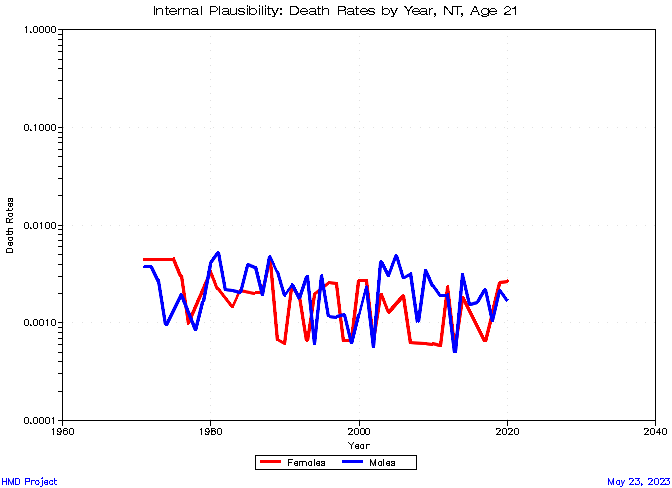 Internal Plausibility: Death Rates by Year, NT, Age 21
1.0000
0.1000
0.0100
0.0010
0.0001
Death Rates
1960
1980
2000
2020
2040
Year
Females
Males
HMD Project
May 23, 2023